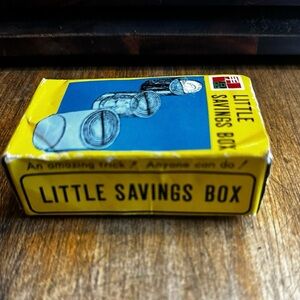 LITTLE
SAVINGS BOX
An amazing trick! Anyone can do!
LITTLE SAVINGS BOX